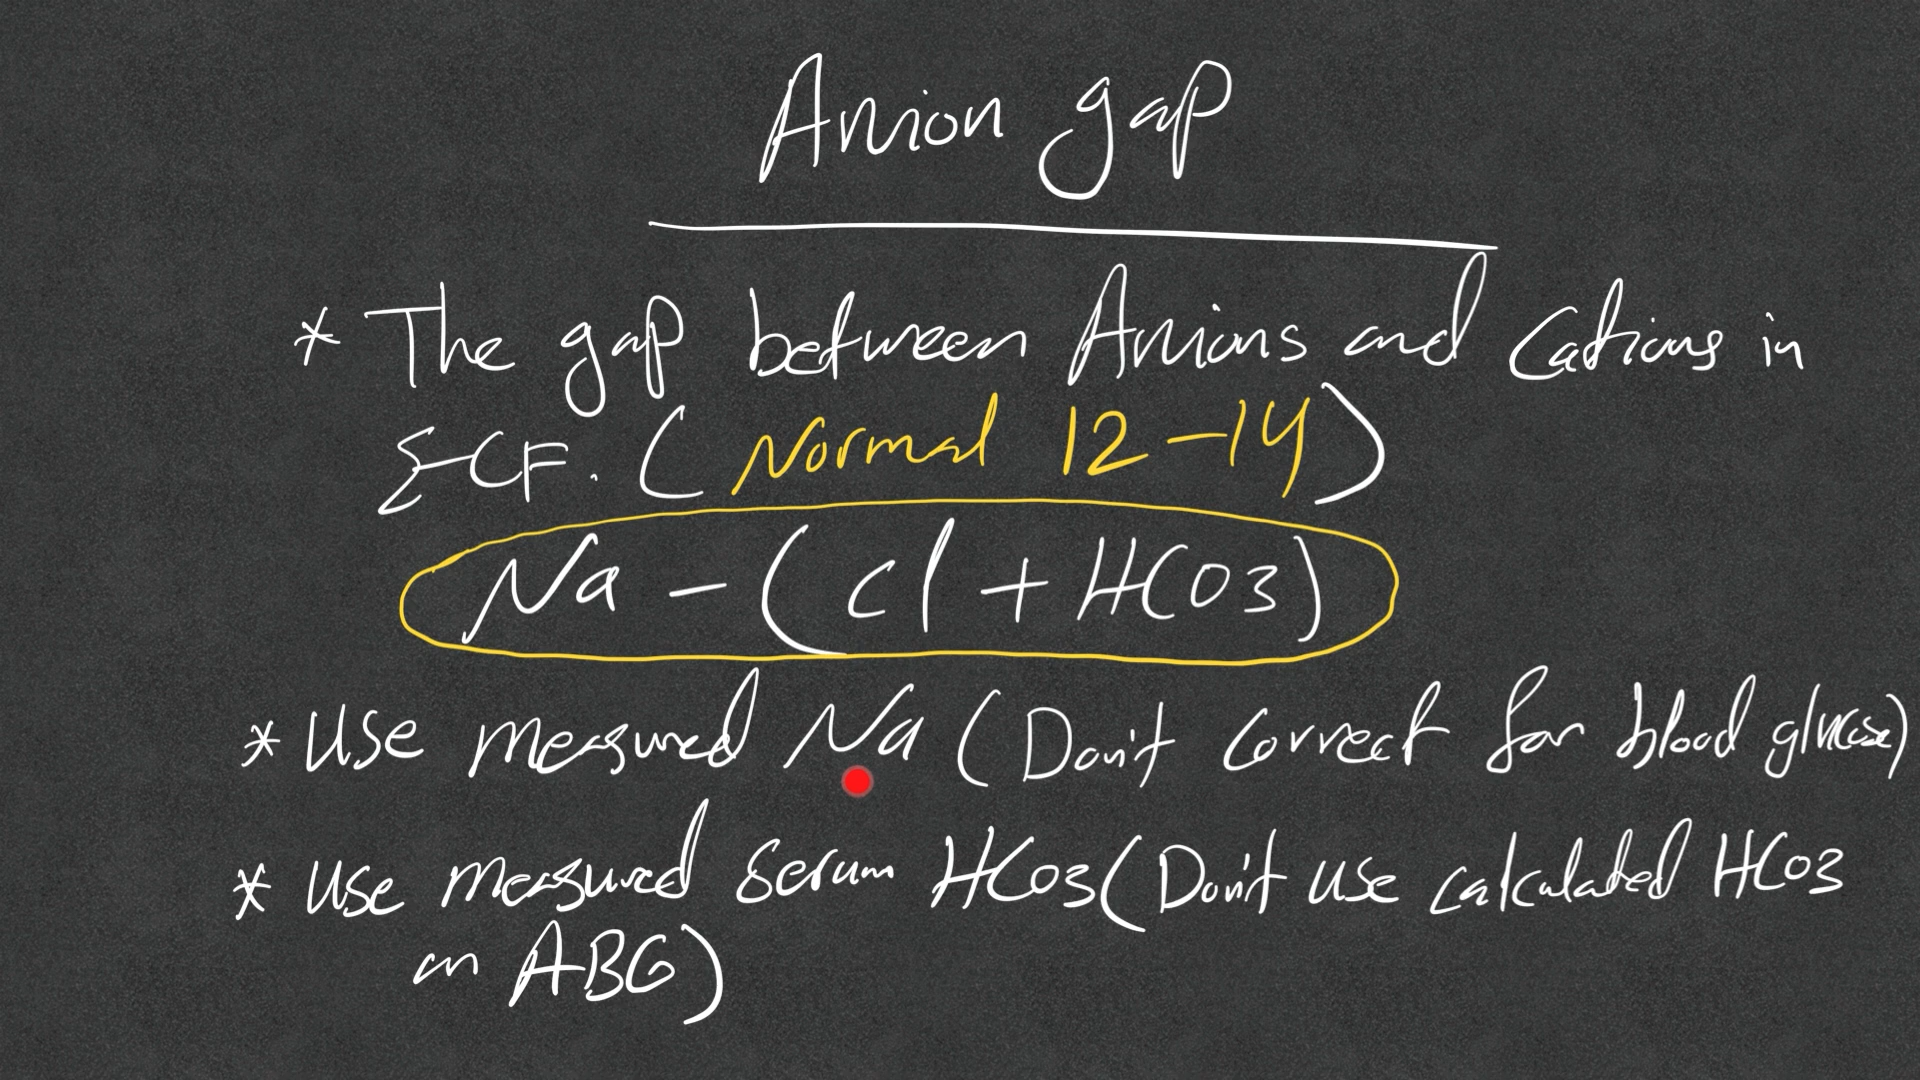 Anion gap
* The gap between Anions and Cations in
ECF. (Normal 12-14)
Na - (Cl + HCO3)
* Use measured Na (Don't correct for blood glucose)
* Use measured serum HCO3 (Don't use calculated HCO3
on ABG)